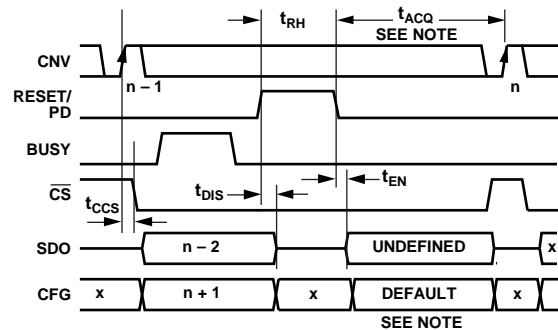 tRH
tACQ
SEE NOTE
CNV
n – 1
n
RESET/
PD
BUSY
tDIS
tEN
CS
tCCS
SDO
n – 2
UNDEFINED
x
CFG
x
n + 1
x
DEFAULT
x
SEE NOTE